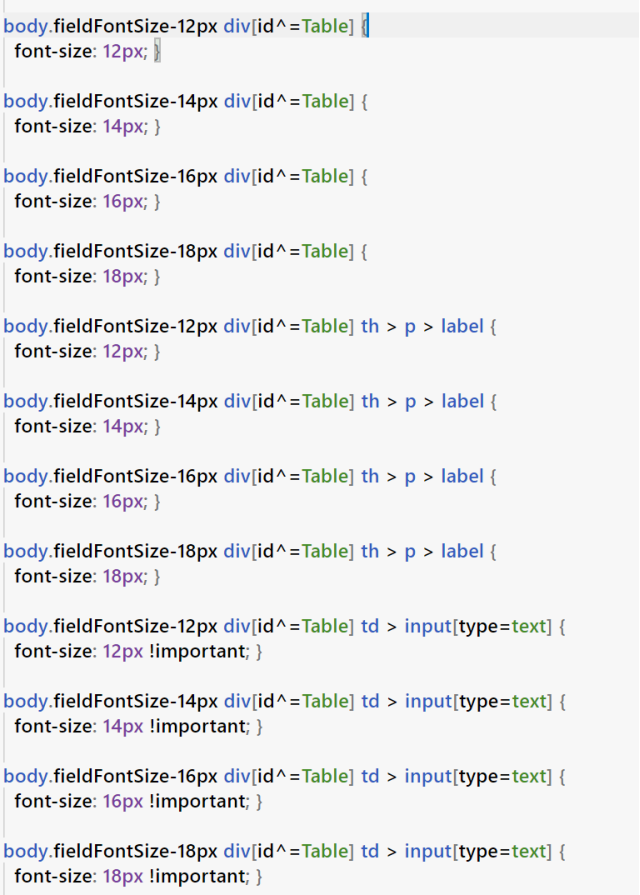 body.fieldFontSize-12px div[id^=Table] {
font-size: 12px; }
body.fieldFontSize-14px div[id^=Table] {
font-size: 14px; }
body.fieldFontSize-16px div[id^=Table] {
font-size: 16px; }
body.fieldFontSize-18px div[id^=Table] {
font-size: 18px; }
body.fieldFontSize-12px div[id^=Table] th > p > label {
font-size: 12px; }
body.fieldFontSize-14px div[id^=Table] th > p > label {
font-size: 14px; }
body.fieldFontSize-16px div[id^=Table] th > p > label {
font-size: 16px; }
body.fieldFontSize-18px div[id^=Table] th > p > label {
font-size: 18px; }
body.fieldFontSize-12px div[id^=Table] td > input[type=text] {
font-size: 12px !important; }
body.fieldFontSize-14px div[id^=Table] td > input[type=text] {
font-size: 14px !important; }
body.fieldFontSize-16px div[id^=Table] td > input[type=text] {
font-size: 16px !important; }
body.fieldFontSize-18px div[id^=Table] td > input[type=text] {
font-size: 18px !important; }